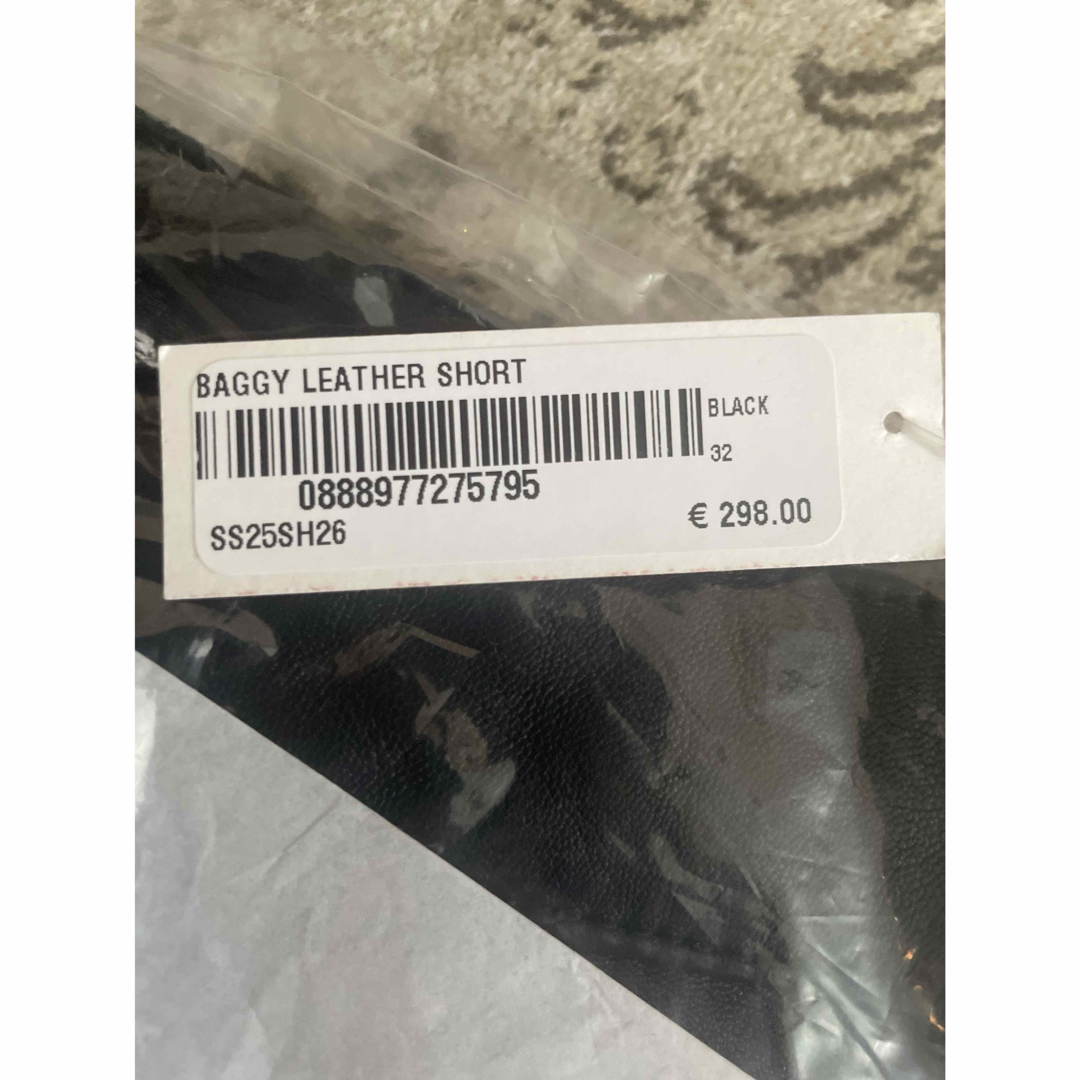 BAGGY LEATHER SHORT
BLACK
32
0888977275795
SS25SH26
€ 298.00